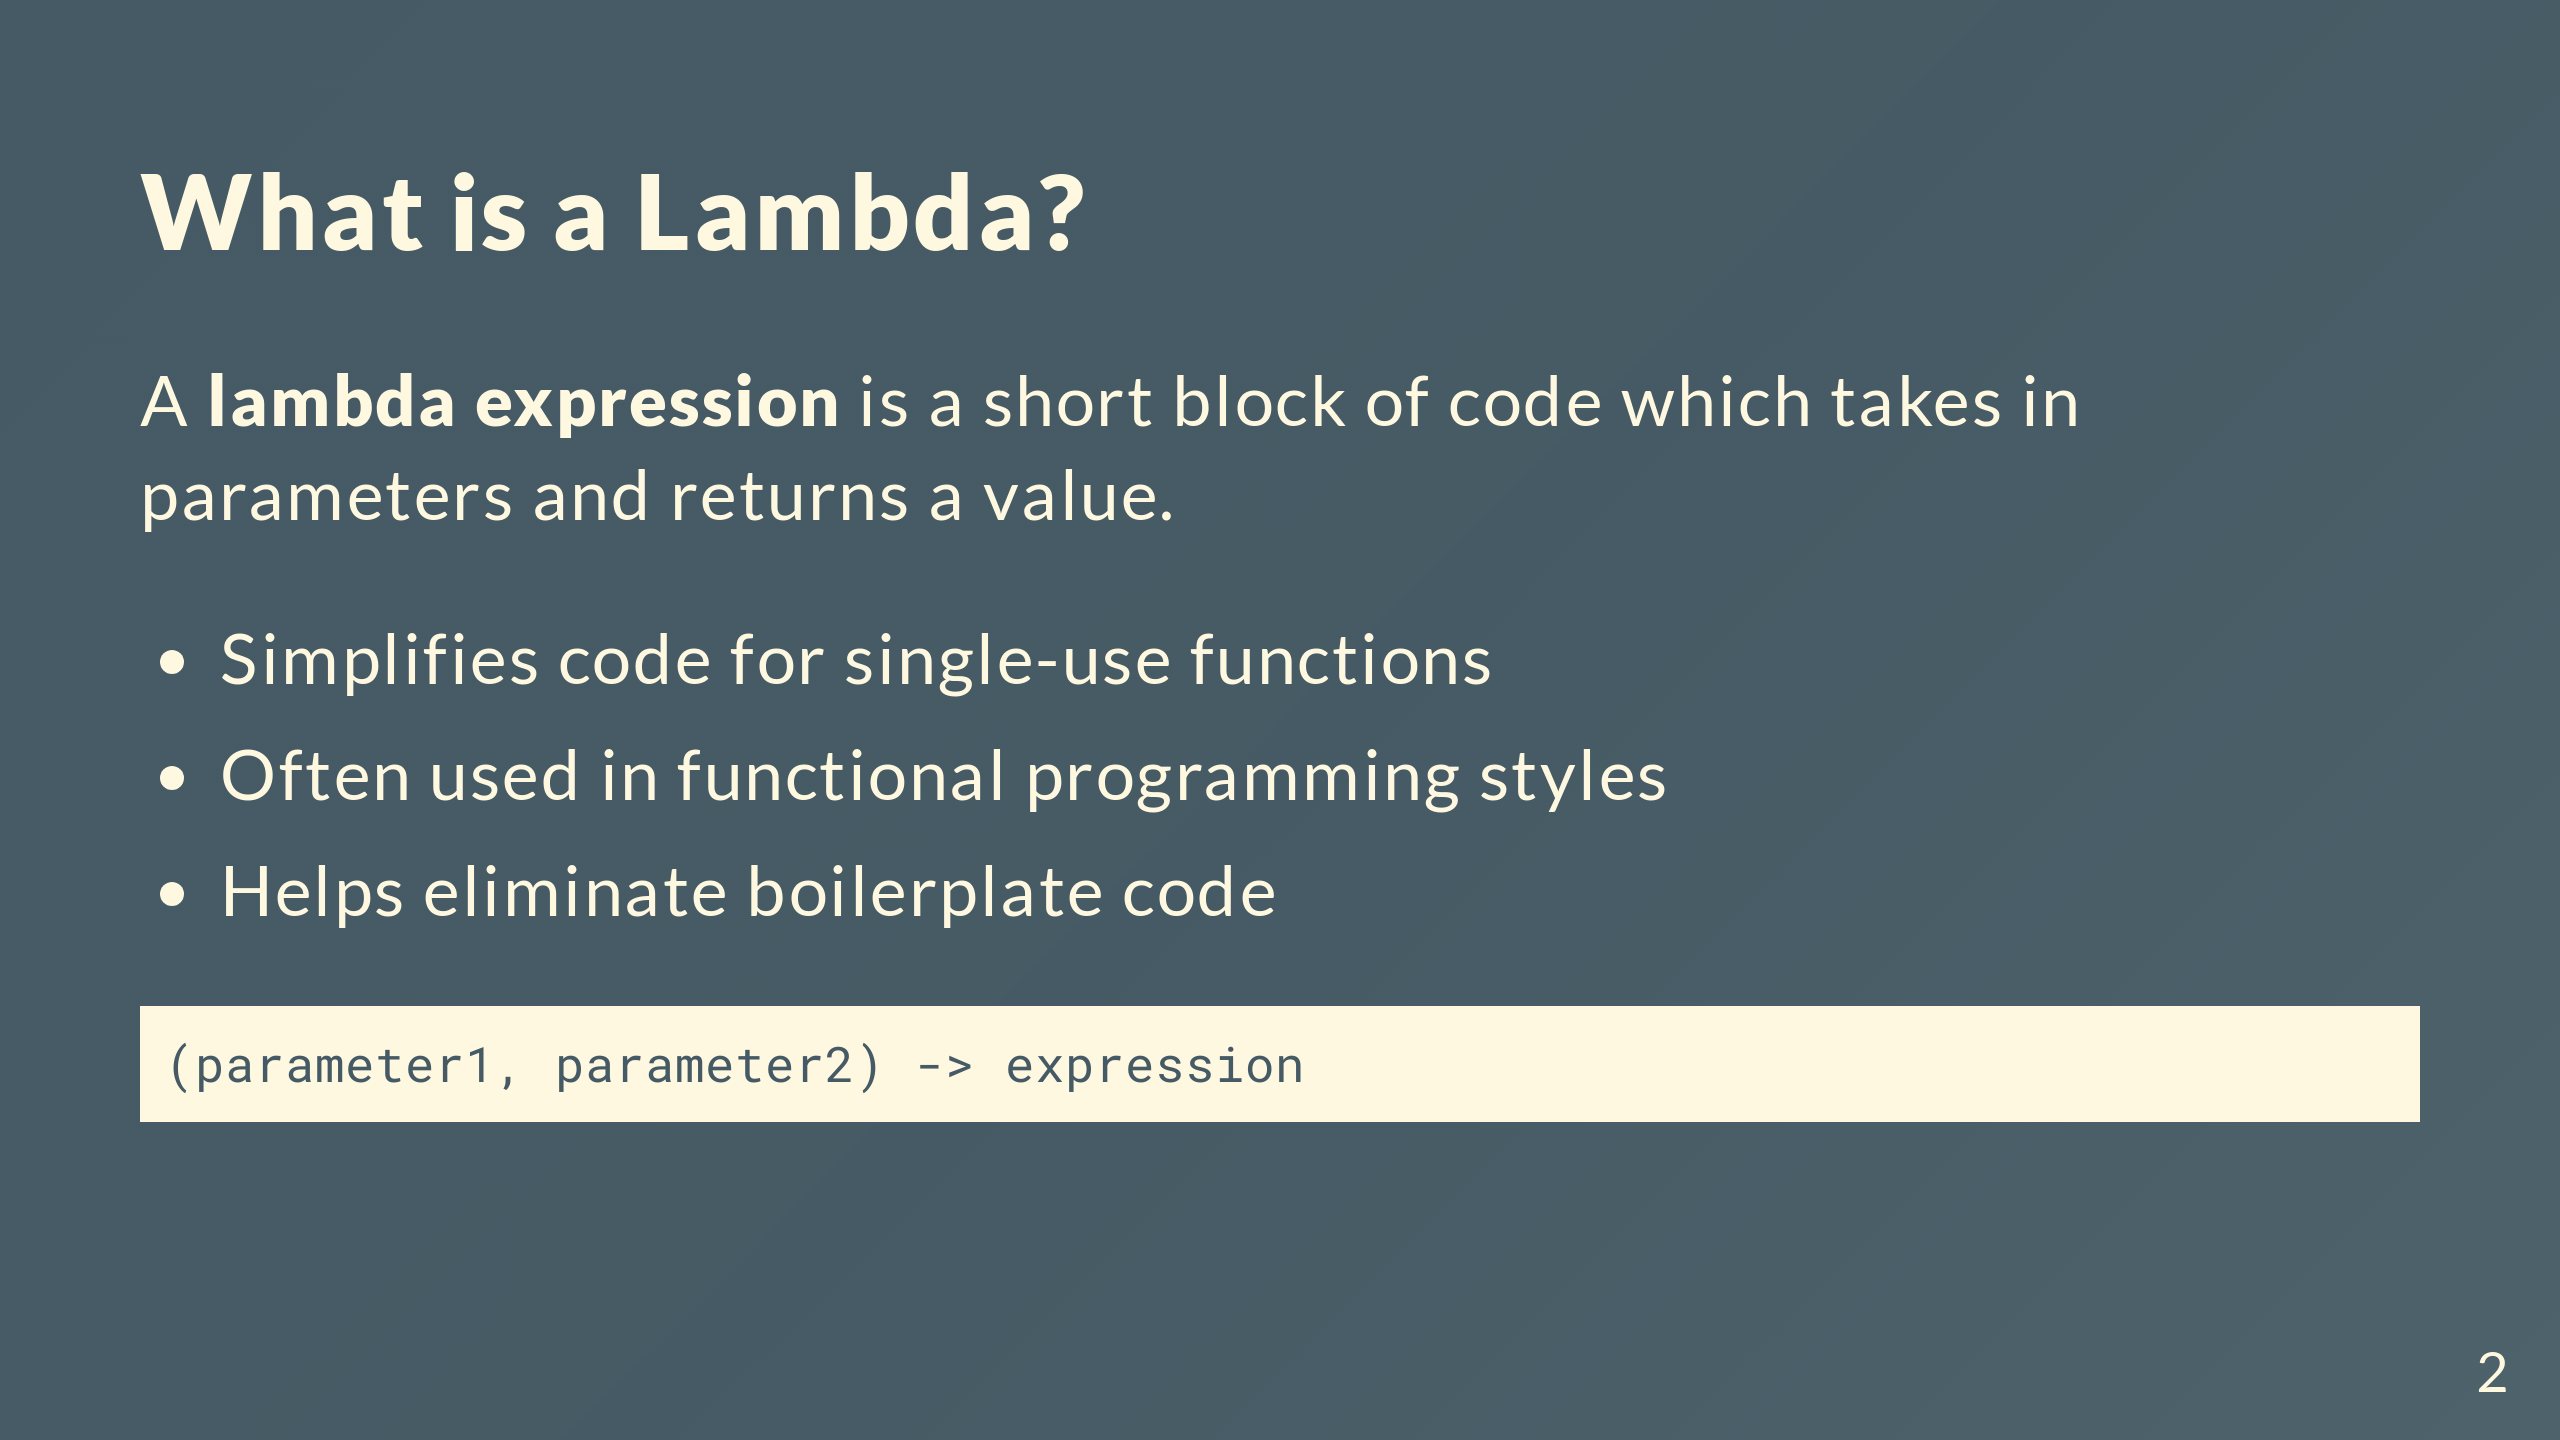 What is a Lambda?
A lambda expression is a short block of code which takes in
parameters and returns a value.
• Simplifies code for single-use functions
• Often used in functional programming styles
• Helps eliminate boilerplate code
(parameter1, parameter2) -> expression
2